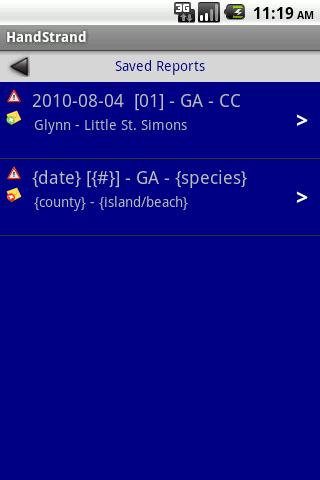 3G 11:19 AM
HandStrand
Saved Reports
2010-08-04 [01] - GA - CC
Glynn - Little St. Simons
>
{date} [{#}] - GA - {species}
{county} - {island/beach}
>